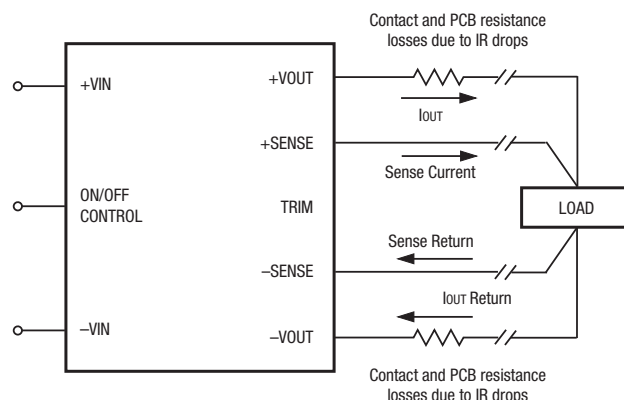 Contact and PCB resistance
losses due to IR drops
+VOUT
+VIN
IOUT
+SENSE
Sense Current
ON/OFF
CONTROL
TRIM
LOAD
Sense Return
–SENSE
IOUT Return
–VIN
–VOUT
Contact and PCB resistance
losses due to IR drops